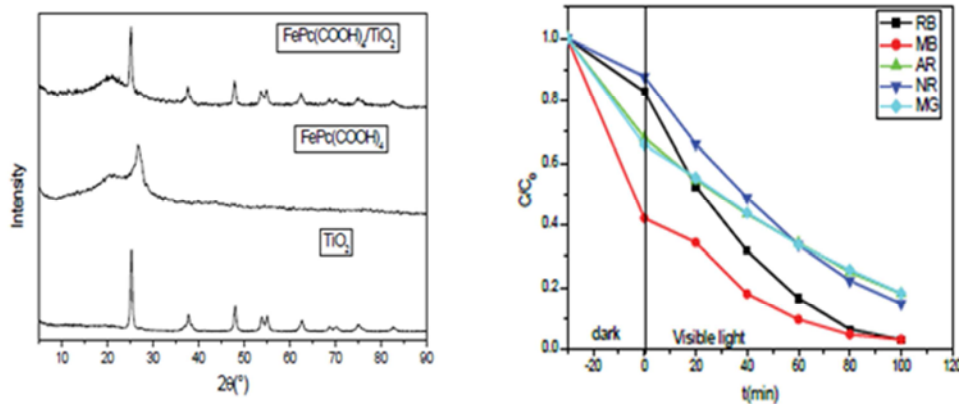 FePc(COOH)4/TiO2
FePc(COOH)4
TiO2
Intensity
10 20 30 40 50 60 70 80 90
2θ(°)
RB
MB
AR
NR
MG
1.0
0.8
0.6
0.4
0.2
0.0
C/C0
dark
Visible light
-20 0 20 40 60 80 100 120
t(min)